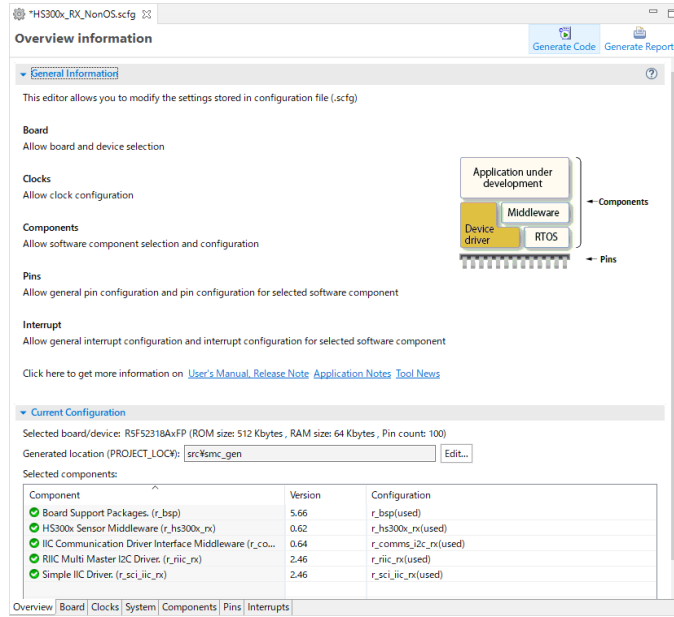 *HS300x_RX_NonOS.scfg
Overview information
Generate Code Generate Report
General Information
This editor allows you to modify the settings stored in configuration file (.scfg)
Board
Allow board and device selection
Clocks
Allow clock configuration
Components
Allow software component selection and configuration
Pins
Allow general pin configuration and pin configuration for selected software component
Interrupt
Allow general interrupt configuration and interrupt configuration for selected software component
Application under
development
Middleware
Device
driver
RTOS
Components
Pins
Click here to get more information on User's Manual, Release Note Application Notes Tool News
Current Configuration
Selected board/device: R5F52318AxFP (ROM size: 512 Kbytes , RAM size: 64 Kbytes , Pin count: 100)
Generated location (PROJECT_LOC¥): src¥smc_gen Edit...
Selected components:
Component Version Configuration
Board Support Packages. (r_bsp) 5.66 r_bsp(used)
HS300x Sensor Middleware (r_hs300x_rx) 0.62 r_hs300x_rx(used)
IIC Communication Driver Interface Middleware (r_co... 0.64 r_comms_i2c_rx(used)
RIIC Multi Master I2C Driver. (r_riic_rx) 2.46 r_riic_rx(used)
Simple IIC Driver. (r_sci_iic_rx) 2.46 r_sci_iic_rx(used)
Overview Board Clocks System Components Pins Interrupts